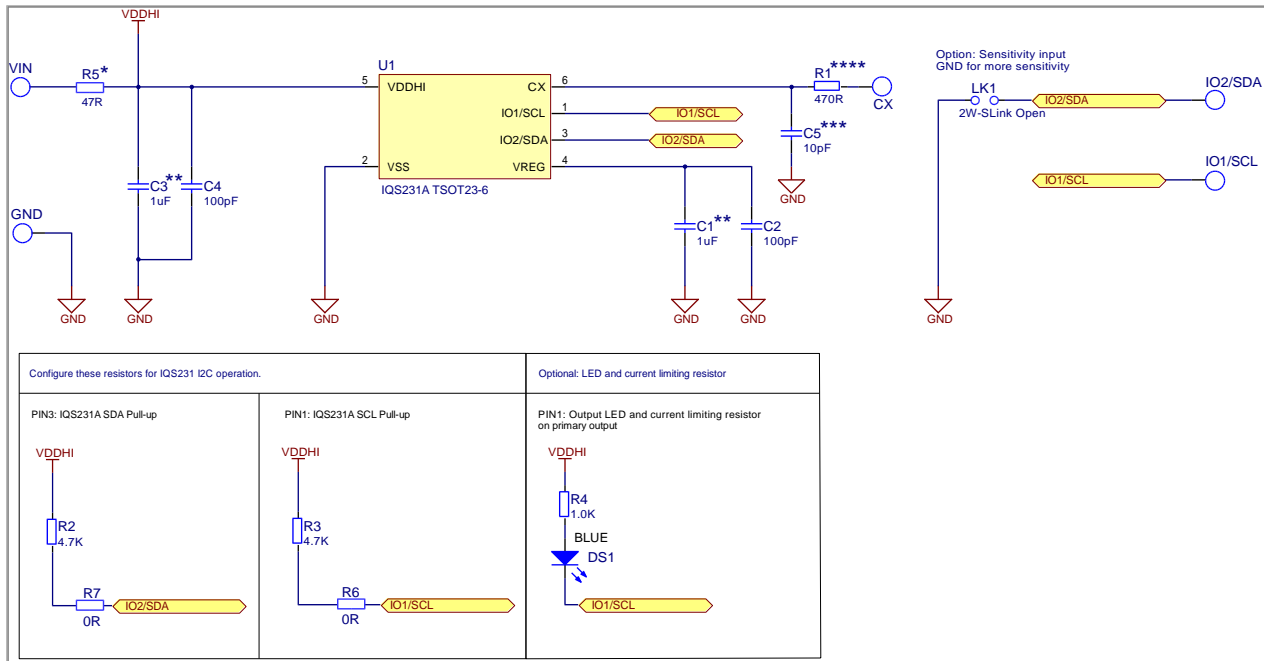 VDDHI
VIN
R5*
47R
C3**
1uF
C4
100pF
GND
GND
GND
U1
5
VDDHI
2
VSS
CX
6
IO1/SCL
1
IO2/SDA
3
VREG
4
IQS231A TSOT23-6
GND
IO1/SCL
IO2/SDA
R1****
470R
CX
C5***
10pF
GND
C1**
1uF
C2
100pF
GND
GND
Option: Sensitivity input
GND for more sensitivity
LK1
2W-SLink Open
IO2/SDA
IO2/SDA
IO1/SCL
IO1/SCL
GND
Configure these resistors for IQS231 I2C operation.
Optional: LED and current limiting resistor
PIN3: IQS231A SDA Pull-up
VDDHI
R2
4.7K
R7
0R
IO2/SDA
PIN1: IQS231A SCL Pull-up
VDDHI
R3
4.7K
R6
0R
IO1/SCL
PIN1: Output LED and current limiting resistor
on primary output
VDDHI
R4
1.0K
BLUE
DS1
IO1/SCL